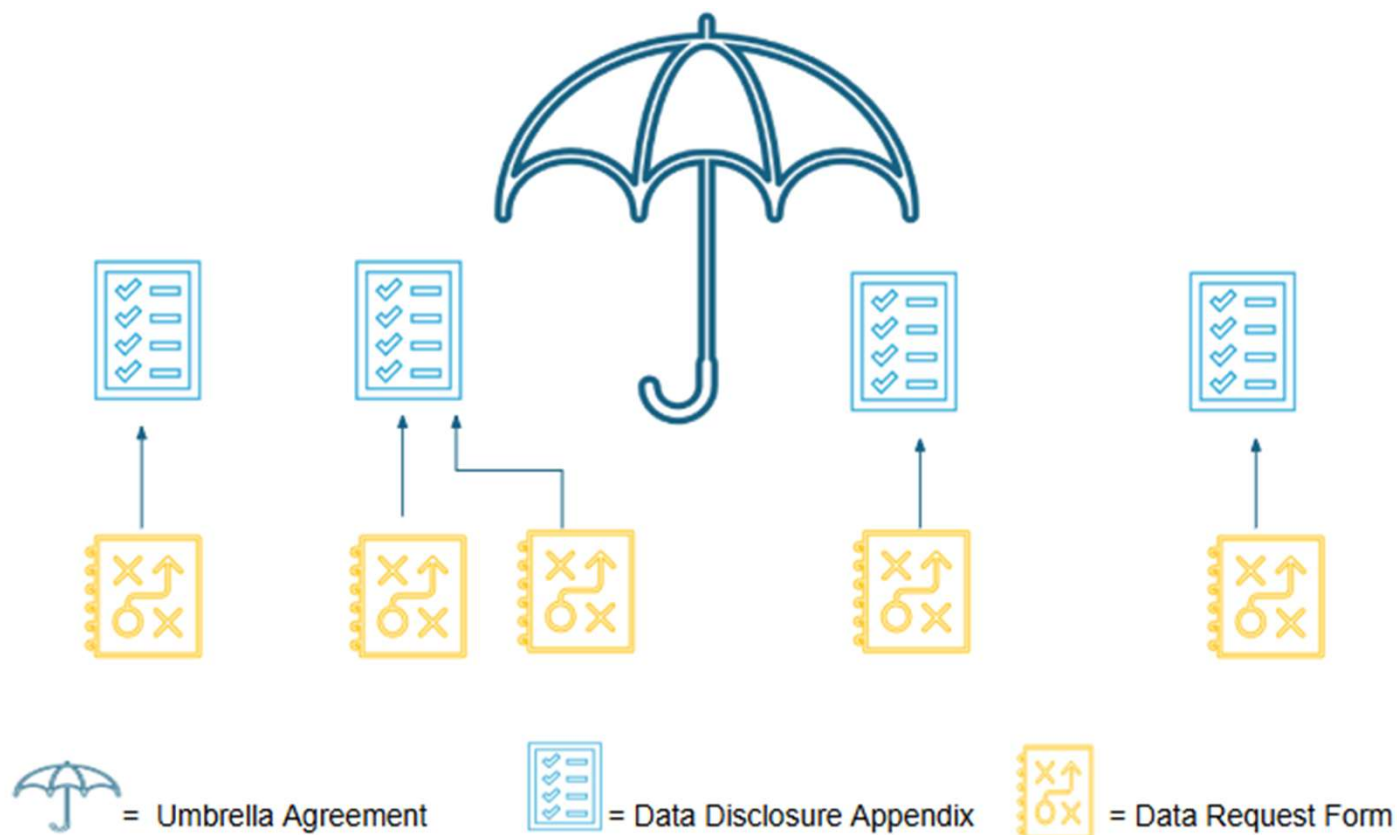 = Umbrella Agreement
= Data Disclosure Appendix
= Data Request Form